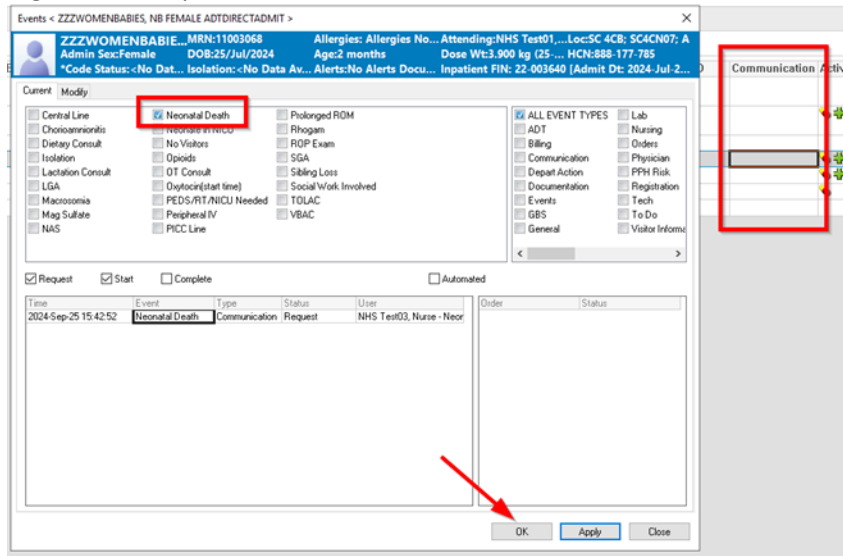 Events < ZZZWOMENBABIES, NB FEMALE ADTDIRECTADMIT >
ZZZWOMENBABIE... MRN:11003068 Allergies: Allergies No... Attending:NHS Test01,...Loc:SC 4CB; SC4CN07; A
Admin Sex:Female DOB:25/Jul/2024 Age:2 months Dose Wt:3.900 kg (25-... HCN:888-177-785
*Code Status:<No Dat... Isolation:<No Data Av... Alerts:No Alerts Docu... Inpatient FIN: 22-003640 [Admit Dt: 2024-Jul-2...
Communication Activ
Current Modify
Central Line Neonatal Death Prolonged ROM ALL EVENT TYPES Lab
Chorioamnionitis Neonate in NICU Rhogam ADT Nursing
Dietary Consult No Visitors ROP Exam Billing Orders
Isolation Opioids SGA Communication Physician
Lactation Consult OT Consult Sibling Loss Depart Action PPH Risk
LGA Oxytocin(start time) Social Work Involved Documentation Registration
Macrosomia PEDS/RT/NICU Needed TOLAC Events Tech
Mag Sulfate Peripheral IV VBAC GBS To Do
NAS PICC Line General Visitor Informa
Request Start Complete Automated
Time Event Type Status User Order Status
2024-Sep-25 15:42:52 Neonatal Death Communication Request NHS Test03, Nurse - Neor
OK Apply Close